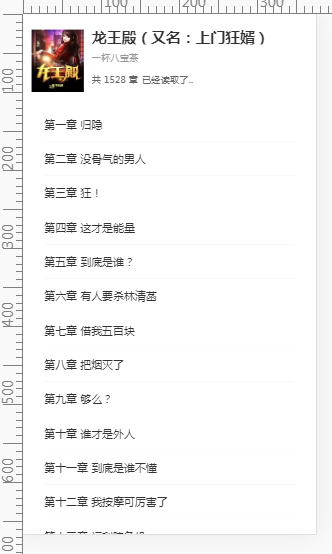 100
200
300
龙王殿
龙王殿（又名：上门狂婿）
一杯八宝茶
共 1528 章 已经读取了..
第一章 归隐
第二章 没骨气的男人
第三章 狂！
第四章 这才是能量
第五章 到底是谁？
第六章 有人要杀林清菡
第七章 借我五百块
第八章 把烟灭了
第九章 够么？
第十章 谁才是外人
第十一章 到底是谁不懂
第十二章 我按摩可厉害了
100
200
300
400
500
600